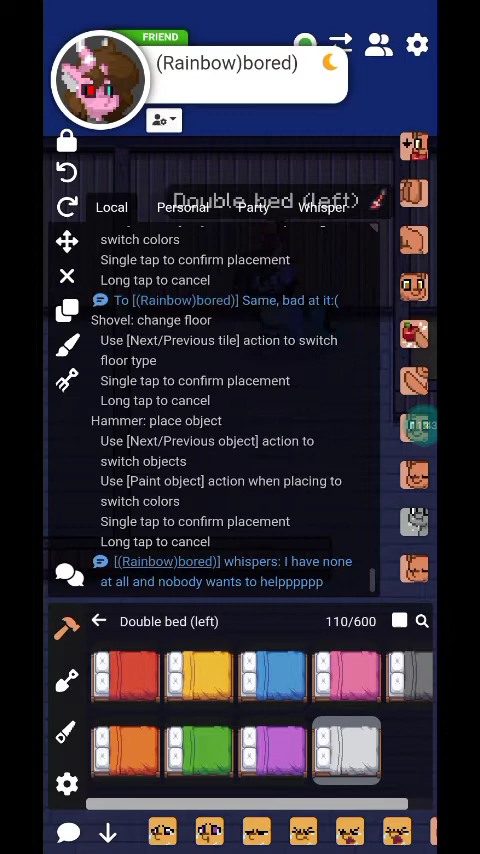 FRIEND
(Rainbow)bored)
Double bed (left)
Local Personal Party Whisper
switch colors
Single tap to confirm placement
Long tap to cancel
To [(Rainbow)bored)] Same, bad at it:(
Shovel: change floor
Use [Next/Previous tile] action to switch
floor type
Single tap to confirm placement
Long tap to cancel
Hammer: place object
Use [Next/Previous object] action to
switch objects
Use [Paint object] action when placing to
switch colors
Single tap to confirm placement
Long tap to cancel
[(Rainbow)bored)] whispers: I have none
at all and nobody wants to helpppppp
Double bed (left) 110/600